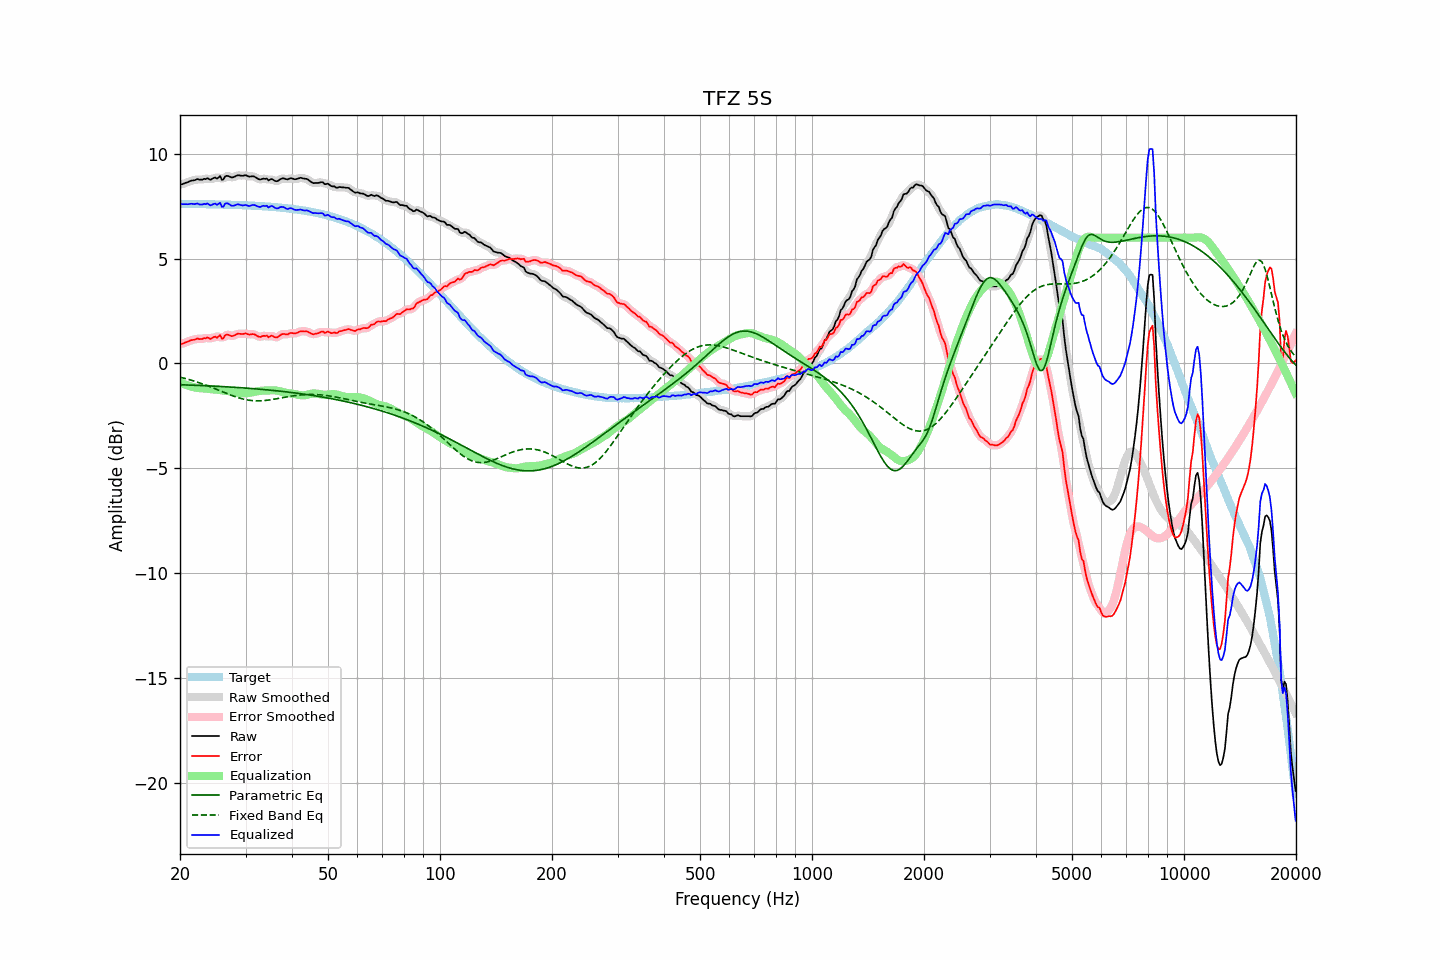 TFZ 5S
Amplitude (dBr)
10
5
0
−5
−10
−15
−20
Target
Raw Smoothed
Error Smoothed
Raw
Error
Equalization
Parametric Eq
Fixed Band Eq
Equalized
20 50 100 200 500 1000 2000 5000 10000 20000
Frequency (Hz)